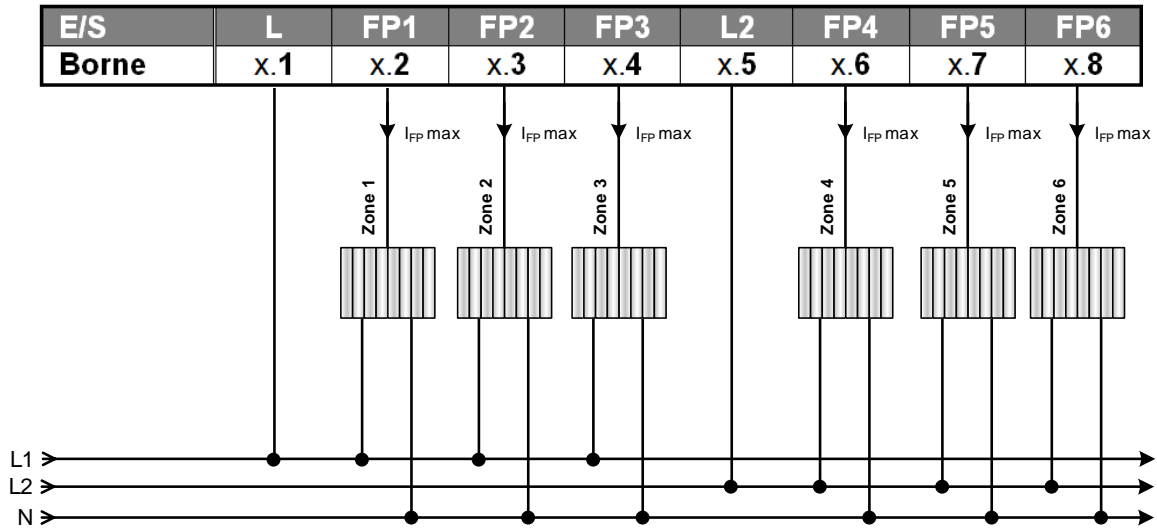 E/S L FP1 FP2 FP3 L2 FP4 FP5 FP6
Borne x.1 x.2 x.3 x.4 x.5 x.6 x.7 x.8
IFP max IFP max IFP max IFP max IFP max IFP max
Zone 1 Zone 2 Zone 3 Zone 4 Zone 5 Zone 6
L1
L2
N